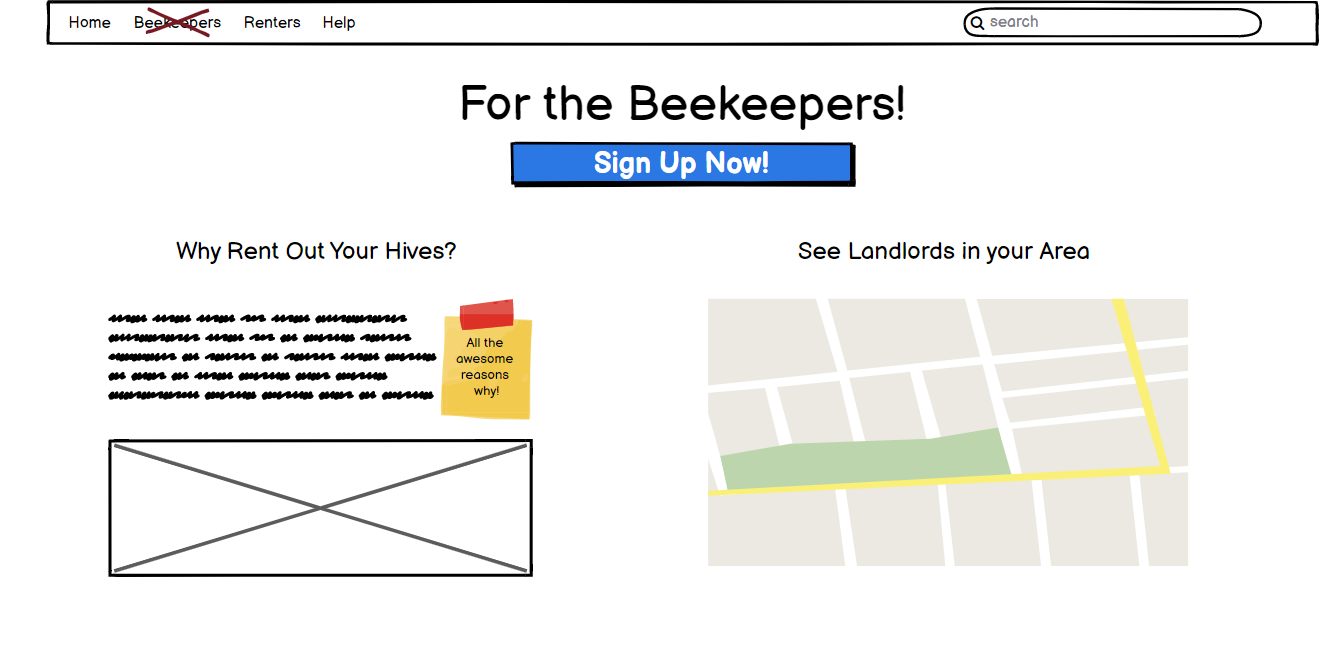 Home Beekeepers Renters Help search
For the Beekeepers!
Sign Up Now!
Why Rent Out Your Hives?
See Landlords in your Area
All the
awesome
reasons
why!